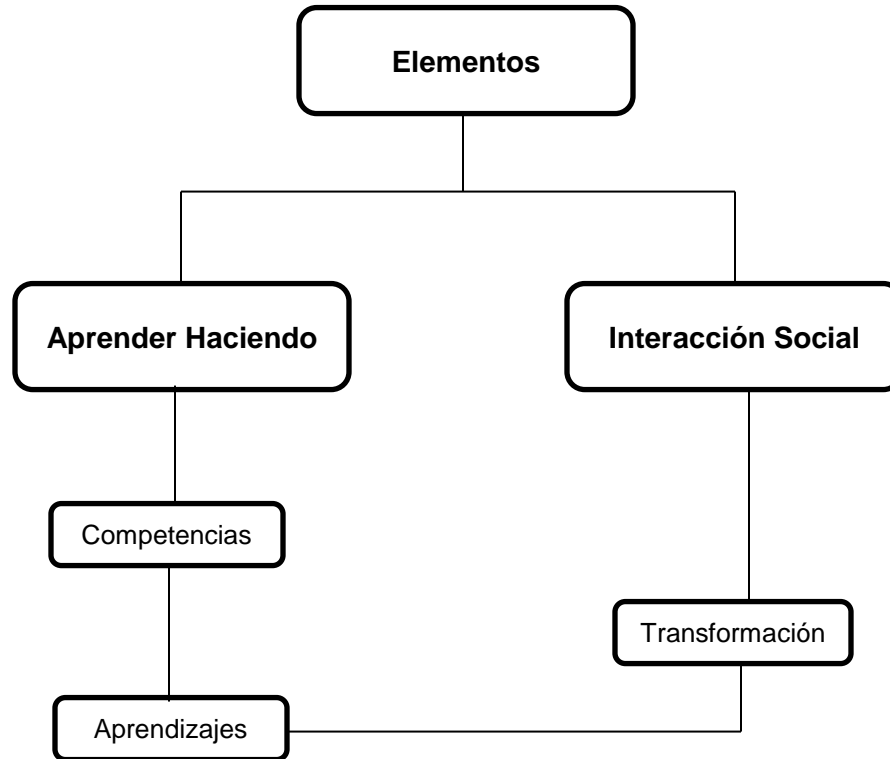 Elementos
Aprender Haciendo
Interacción Social
Competencias
Transformación
Aprendizajes